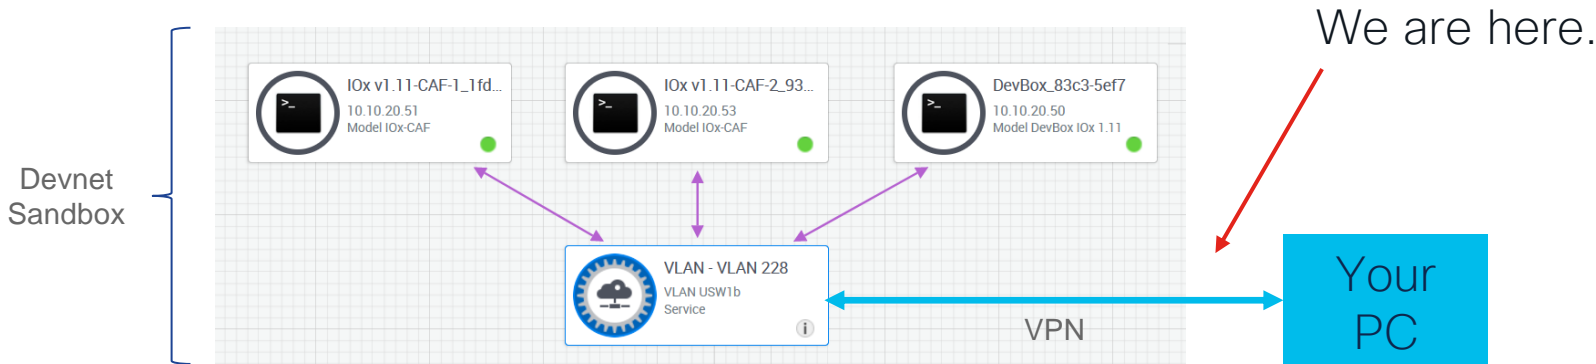 We are here.
IOx v1.11-CAF-1_1fd...
10.10.20.51
Model IOx-CAF
IOx v1.11-CAF-2_93...
10.10.20.53
Model IOx-CAF
DevBox_83c3-5ef7
10.10.20.50
Model DevBox IOx 1.11
Devnet
Sandbox
VLAN - VLAN 228
VLAN USW1b
Service
VPN
Your
PC